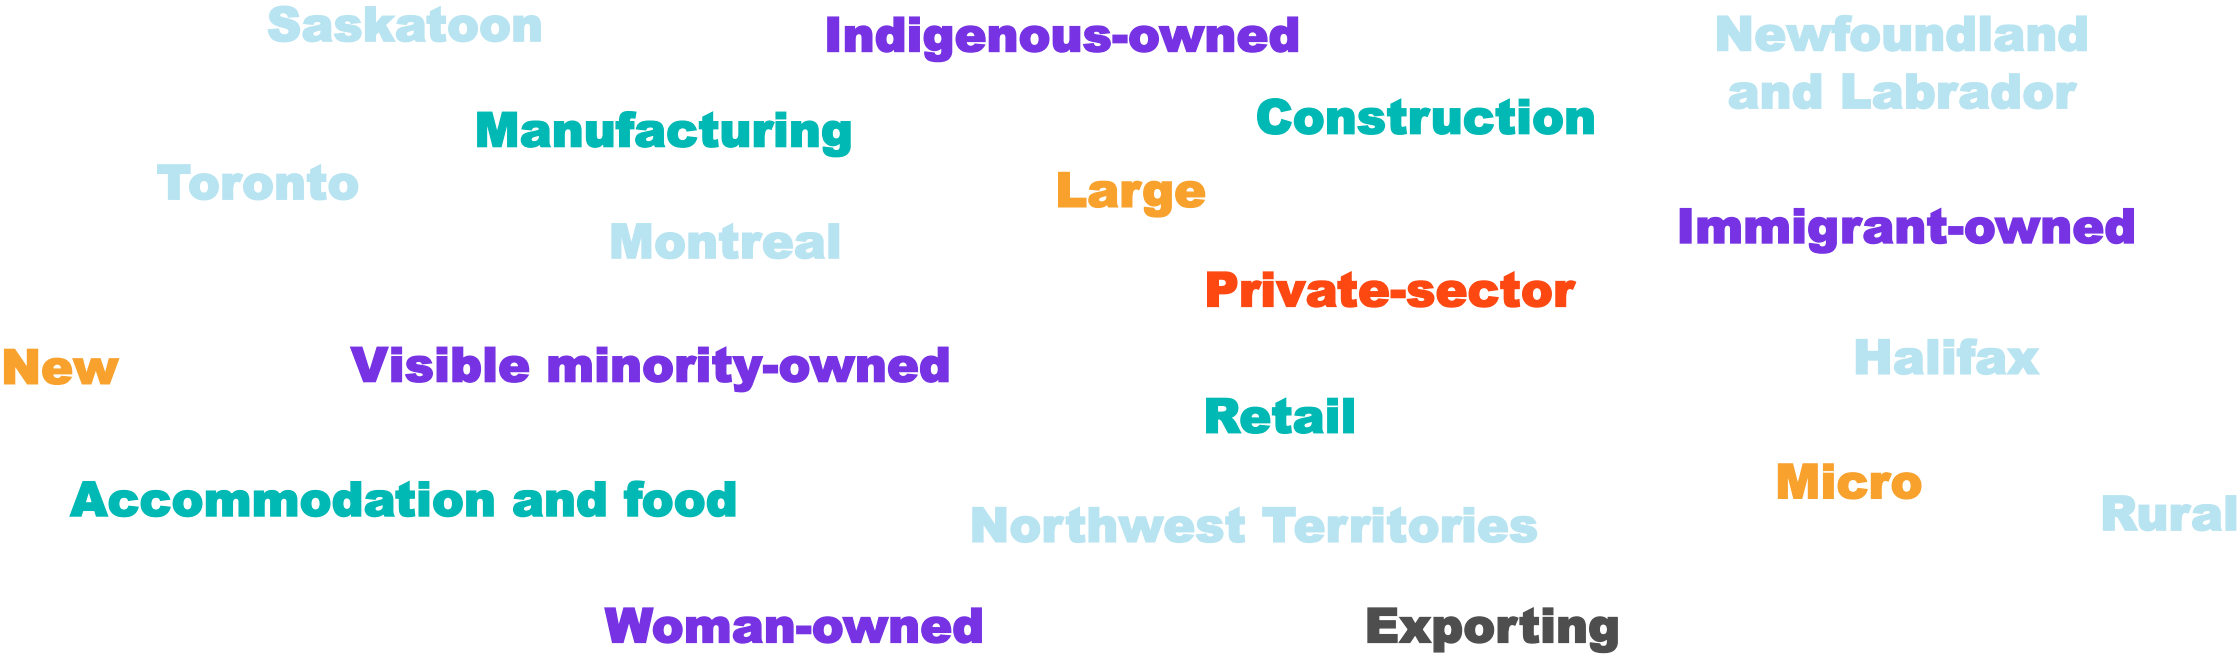 Saskatoon
Indigenous-owned
Newfoundland
and Labrador
Manufacturing
Construction
Toronto
Large
Montreal
Immigrant-owned
Private-sector
New
Visible minority-owned
Halifax
Retail
Accommodation and food
Micro
Northwest Territories
Rural
Woman-owned
Exporting